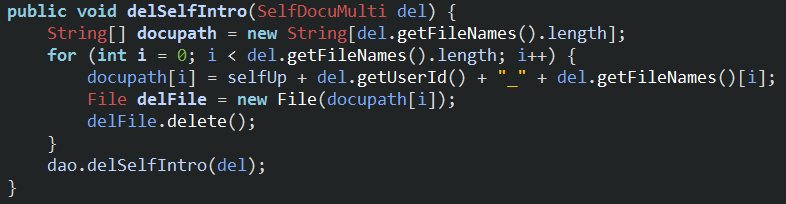 public void delSelfIntro(SelfDocuMulti del) {
    String[] docupath = new String[del.getFileNames().length];
    for (int i = 0; i < del.getFileNames().length; i++) {
        docupath[i] = selfUp + del.getUserId() + "_" + del.getFileNames()[i];
        File delFile = new File(docupath[i]);
        delFile.delete();
    }
    dao.delSelfIntro(del);
}